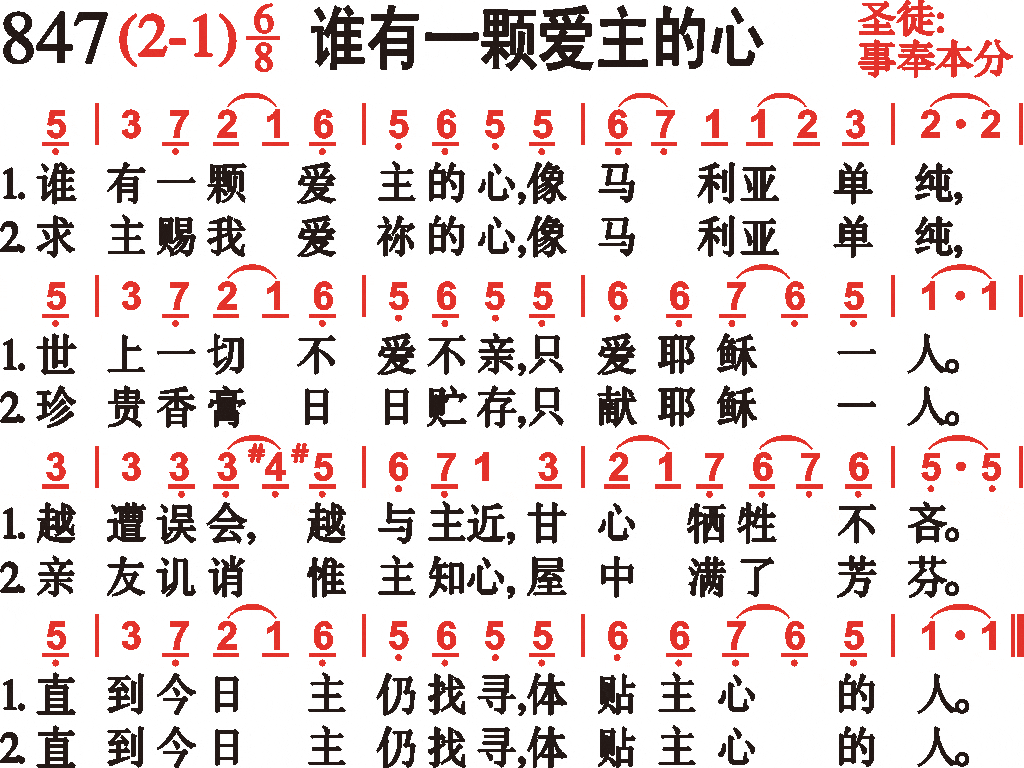 847 (2-1) 6/8 谁有一颗爱主的心 圣徒:
事奉本分
5 | 3 7 2 1 6 | 5 6 5 5 | 6 7 1 1 2 3 | 2 · 2 |
1. 谁 有 一 颗 爱 主 的 心,像 马 利亚 单 纯,
2. 求 主 赐 我 爱 祢 的 心,像 马 利亚 单 纯,
5 | 3 7 2 1 6 | 5 6 5 5 | 6 6 7 6 5 | 1 · 1 |
1. 世 上 一 切 不 爱 不 亲,只 爱 耶 稣 一 人。
2. 珍 贵 香 膏 日 日 贮 存,只 献 耶 稣 一 人。
3 | 3 3 3 #4 #5 | 6 7 1 3 | 2 1 7 6 7 6 | 5 · 5 |
1. 越 遭 误 会, 越 与 主 近,甘 心 牺 牲 不 吝。
2. 亲 友 讥 诮 惟 主 知 心,屋 中 满 了 芳 芬。
5 | 3 7 2 1 6 | 5 6 5 5 | 6 6 7 6 5 | 1 · 1 ‖
1. 直 到 今 日 主 仍 找 寻,体 贴 主 心 的 人。
2. 直 到 今 日 主 仍 找 寻,体 贴 主 心 的 人。